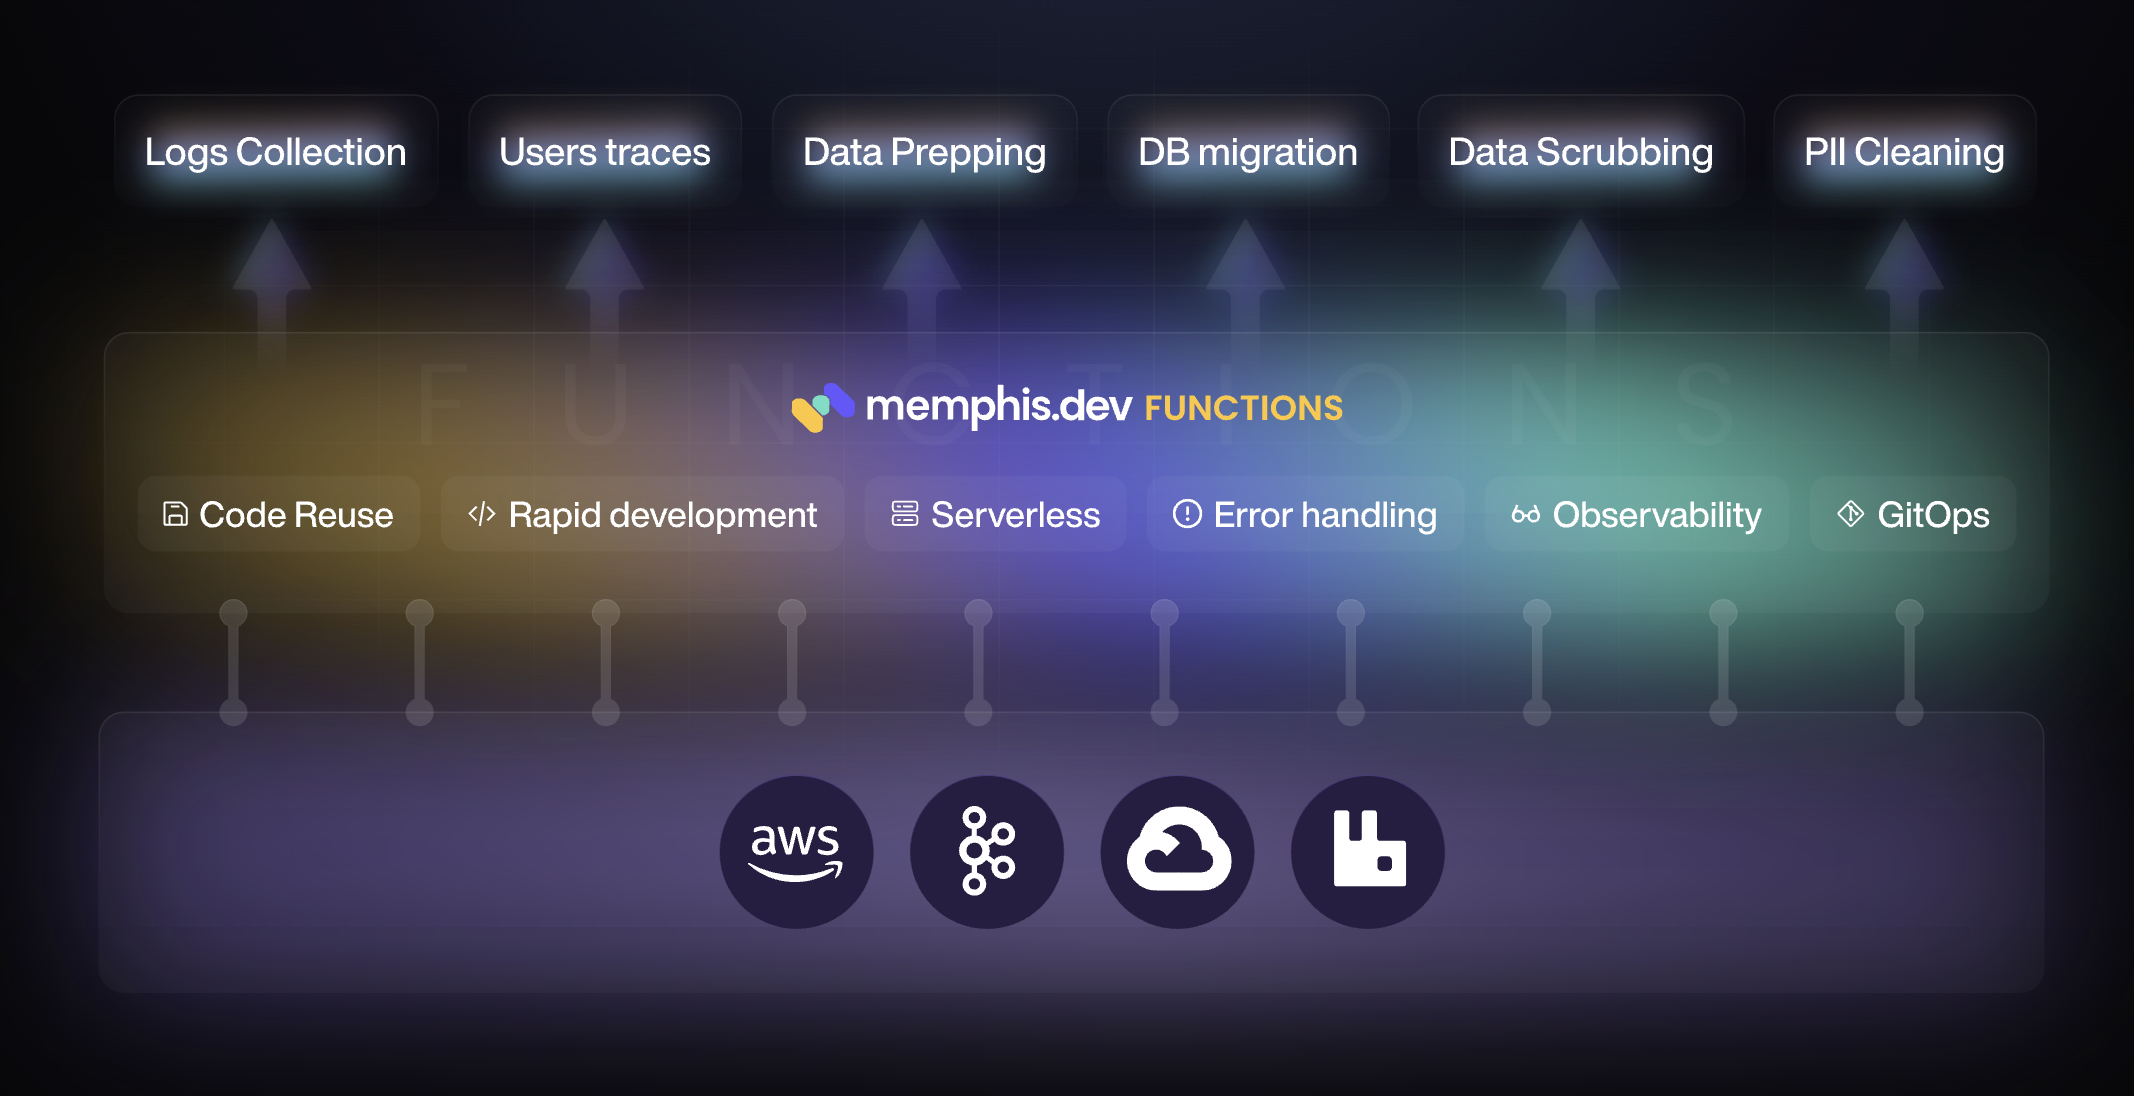 Logs Collection
Users traces
Data Prepping
DB migration
Data Scrubbing
PII Cleaning
FUNCTIONS
memphis.dev FUNCTIONS
Code Reuse
Rapid development
Serverless
Error handling
Observability
GitOps
aws